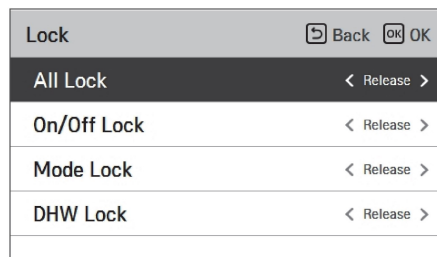 Lock Back OK OK
All Lock < Release >
On/Off Lock < Release >
Mode Lock < Release >
DHW Lock < Release >